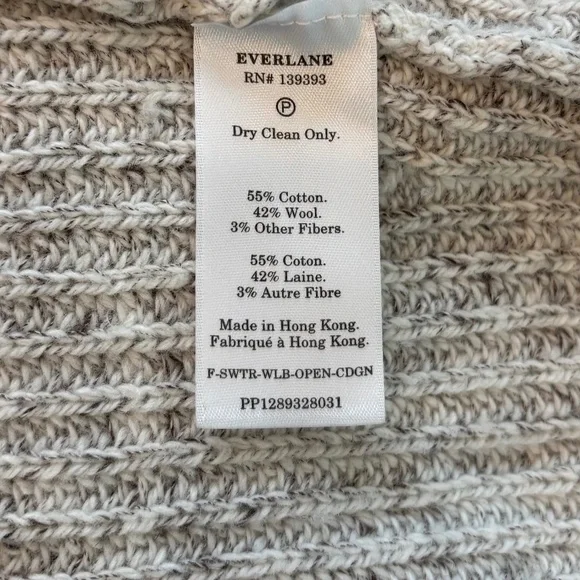 EVERLANE
RN# 139393
P
Dry Clean Only.
55% Cotton.
42% Wool.
3% Other Fibers.
55% Coton.
42% Laine.
3% Autre Fibre
Made in Hong Kong.
Fabriqué à Hong Kong.
F-SWTR-WLB-OPEN-CDGN
PP1289328031